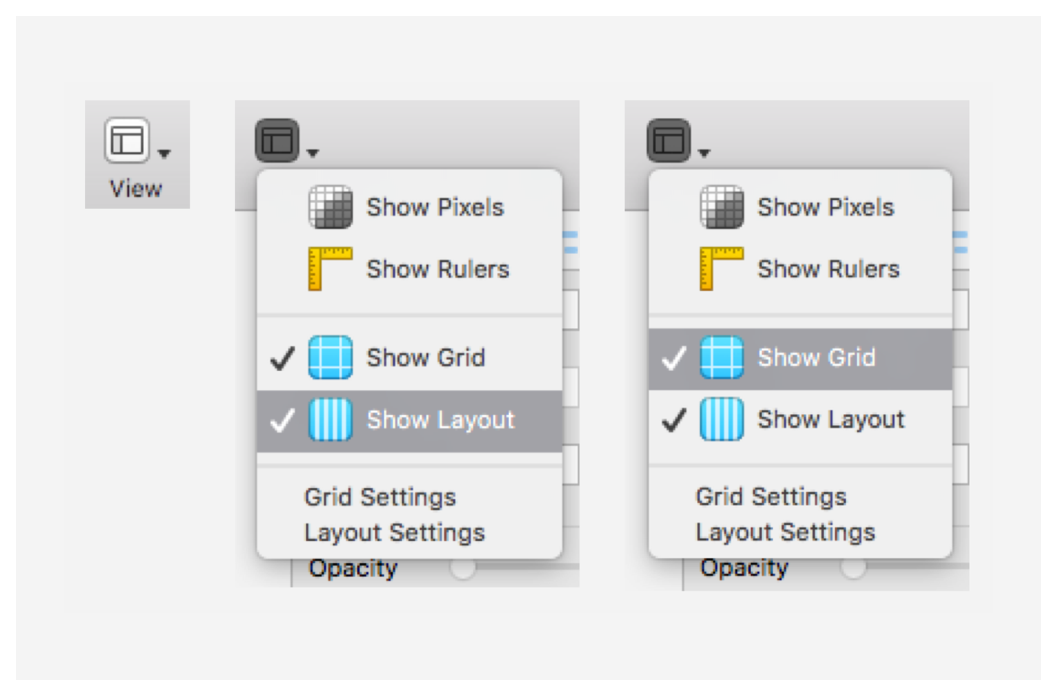 View
Show Pixels
Show Rulers
Show Grid
Show Layout
Grid Settings
Layout Settings
Opacity
Show Pixels
Show Rulers
Show Grid
Show Layout
Grid Settings
Layout Settings
Opacity